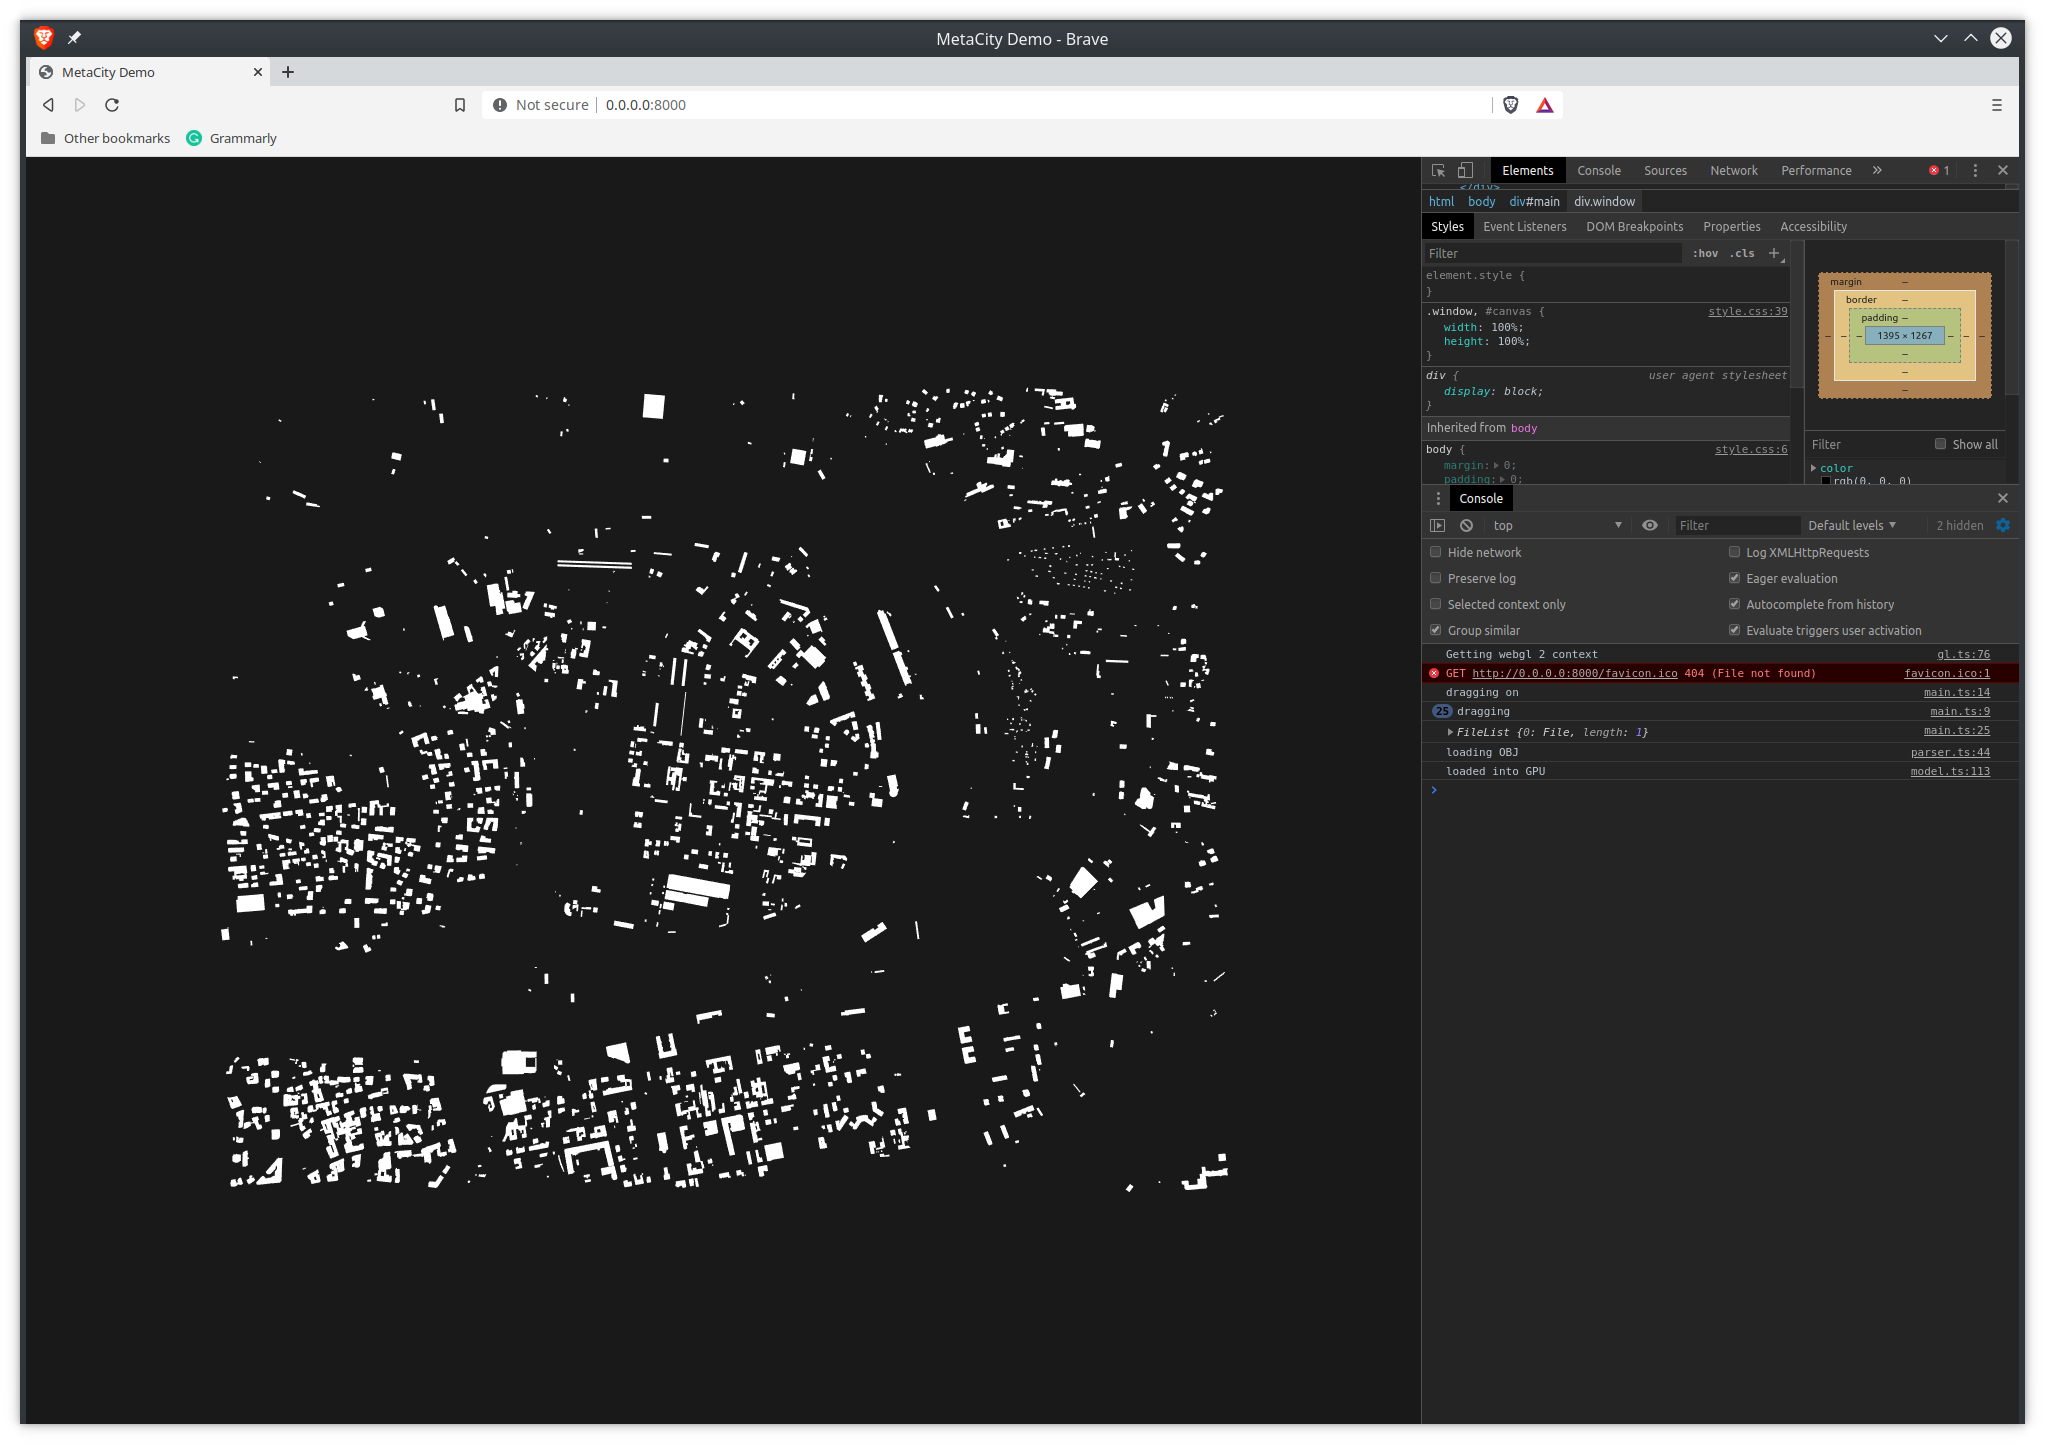 MetaCity Demo - Brave
MetaCity Demo
Not secure 0.0.0.0:8000
Other bookmarks Grammarly
Elements Console Sources Network Performance 1
</div>
html body div#main div.window
Styles Event Listeners DOM Breakpoints Properties Accessibility
Filter :hov .cls +
element.style {
}
.window, #canvas { style.css:39
width: 100%;
height: 100%;
}
div { user agent stylesheet
display: block;
}
Inherited from body
body { style.css:6
margin: 0;
padding: 0;
margin –
border –
padding –
1395 × 1267
Filter Show all
color
rgb(0, 0, 0)
Console
top Filter Default levels 2 hidden
Hide network Log XMLHttpRequests
Preserve log Eager evaluation
Selected context only Autocomplete from history
Group similar Evaluate triggers user activation
Getting webgl 2 context gl.ts:76
GET http://0.0.0.0:8000/favicon.ico 404 (File not found) favicon.ico:1
dragging on main.ts:14
25 dragging main.ts:9
FileList {0: File, length: 1} main.ts:25
loading OBJ parser.ts:44
loaded into GPU model.ts:113